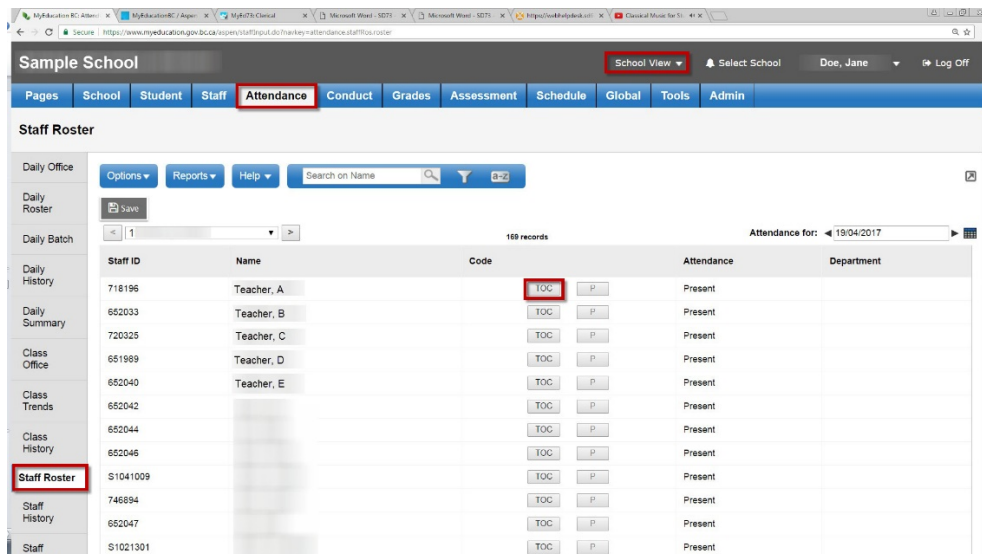 MyEducation BC: Attend
MyEducationBC / Aspen
MyEd73: Clerical
Microsoft Word - SD73
Microsoft Word - SD73
Classical Music for St
Secure | https://www.myeducation.gov.bc.ca/aspen/staffInput.do?navkey=attendance.staffRos.roster
Sample School
School View
Select School
Doe, Jane
Log Off
Pages School Student Staff Attendance Conduct Grades Assessment Schedule Global Tools Admin
Staff Roster
Daily Office
Daily Roster
Daily Batch
Daily History
Daily Summary
Class Office
Class Trends
Class History
Staff Roster
Staff History
Staff
Options Reports Help Search on Name a-z
Save
< 1 >
169 records
Attendance for: 19/04/2017
Staff ID Name Code Attendance Department
718196 Teacher, A TOC P Present
652033 Teacher, B TOC P Present
720325 Teacher, C TOC P Present
651989 Teacher, D TOC P Present
652040 Teacher, E TOC P Present
652042 TOC P Present
652044 TOC P Present
652046 TOC P Present
S1041009 TOC P Present
746894 TOC P Present
652047 TOC P Present
S1021301 TOC P Present